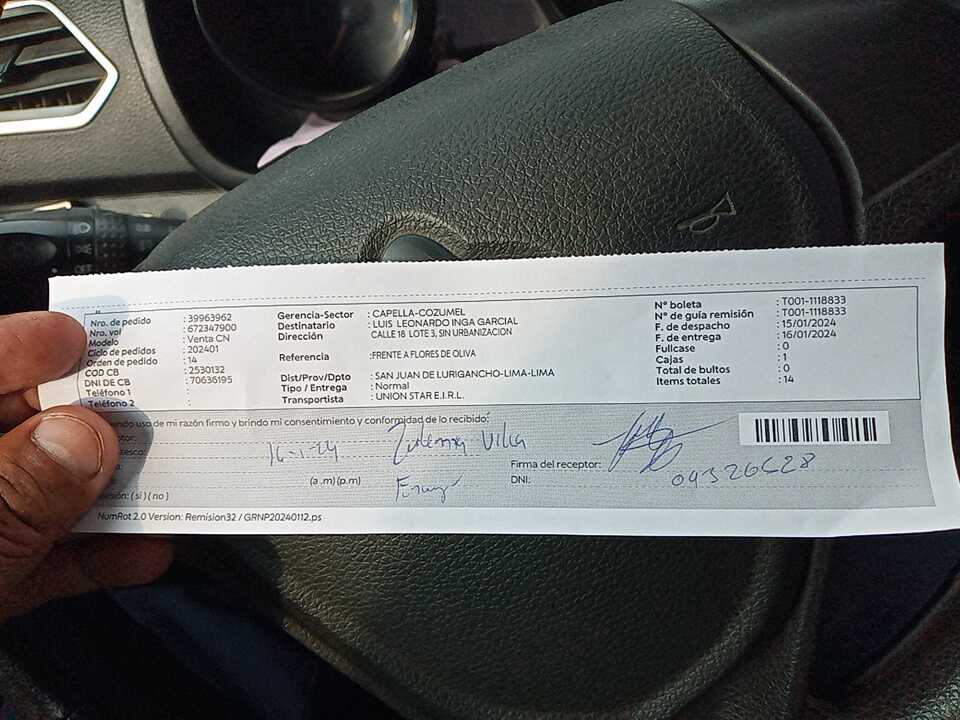 Nro. de pedido : 39963962
Nro. vol : 672347900
Modelo : Venta CN
Ciclo de pedidos : 202401
Orden de pedido : 14
COD CB : 2530132
DNI DE CB : 70636195
Teléfono 1 :
Teléfono 2 :
Gerencia-Sector : CAPELLA-COZUMEL
Destinatario : LUIS LEONARDO INGA GARCIAL
Dirección : CALLE 18 LOTE 3, SIN URBANIZACION
Referencia :FRENTE A FLORES DE OLIVA
Dist/Prov/Dpto : SAN JUAN DE LURIGANCHO-LIMA-LIMA
Tipo / Entrega : Normal
Transportista : UNION STAR E.I.R.L.
Nº boleta : T001-1118833
Nº de guía remisión : T001-1118833
F. de despacho : 15/01/2024
F. de entrega : 16/01/2024
Fullcase : 0
Cajas : 1
Total de bultos : 0
Items totales : 14
uso de mi razón firmo y brindo mi consentimiento y conformidad de lo recibido:
16-1-24 Zulema Vilca
(a .m) (p.m)
( si ) ( no )
Firma del receptor:
DNI: 09326628
NumRot 2.0 Version: Remision32 / GRNP20240112.ps